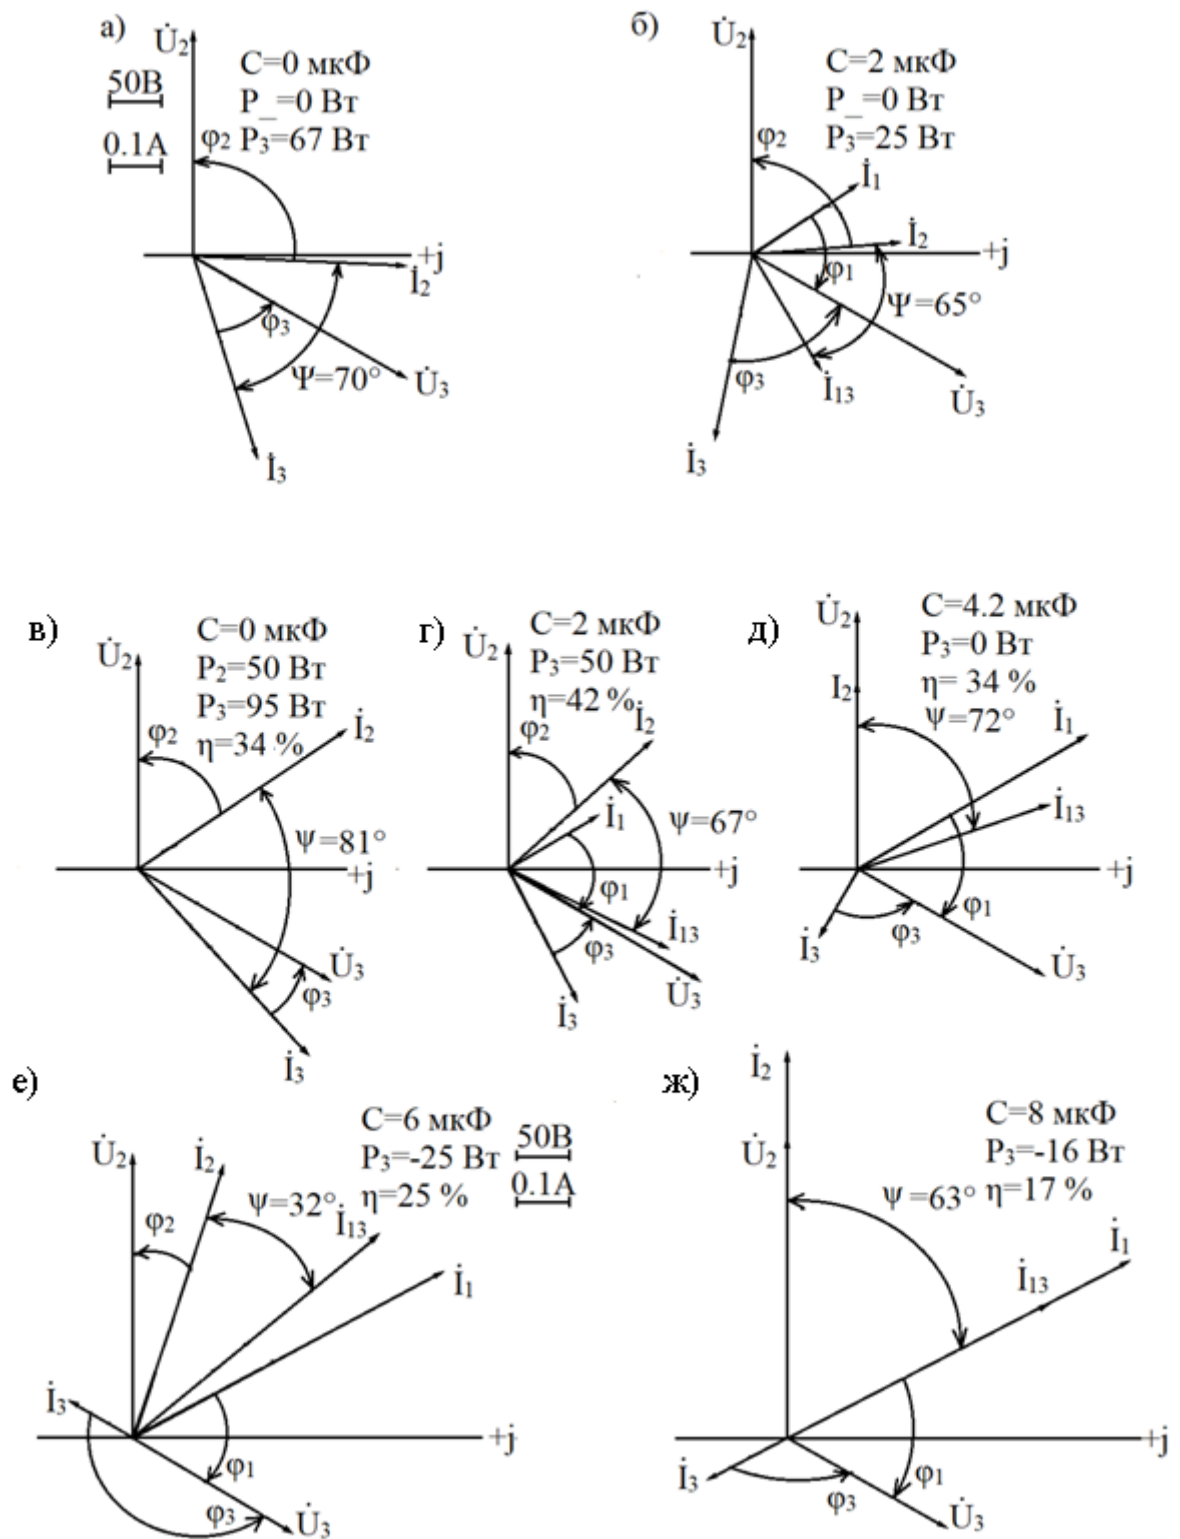 а)
U̇2
C=0 мкФ
P_=0 Вт
P3=67 Вт
50В
0.1А
φ2
+j
İ2
φ3
Ψ=70°
U̇3
İ3
б)
U̇2
C=2 мкФ
P_=0 Вт
P3=25 Вт
φ2
İ1
İ2
+j
φ1
Ψ=65°
φ3
İ13
U̇3
İ3
в)
C=0 мкФ
P2=50 Вт
P3=95 Вт
η=34 %
U̇2
φ2
İ2
ψ=81°
+j
U̇3
φ3
İ3
г)
C=2 мкФ
P3=50 Вт
η=42 %
U̇2
φ2
İ2
İ1
ψ=67°
+j
φ1
İ13
φ3
U̇3
İ3
д)
C=4.2 мкФ
P3=0 Вт
η= 34 %
ψ=72°
U̇2
I2
İ1
İ13
+j
φ1
φ3
İ3
U̇3
е)
C=6 мкФ
P3=-25 Вт
η=25 %
50В
0.1А
U̇2
İ2
φ2
ψ=32°
İ13
İ1
İ3
+j
φ1
φ3
U̇3
ж)
İ2
C=8 мкФ
P3=-16 Вт
η=17 %
U̇2
ψ=63°
İ1
İ13
+j
İ3
φ1
φ3
U̇3